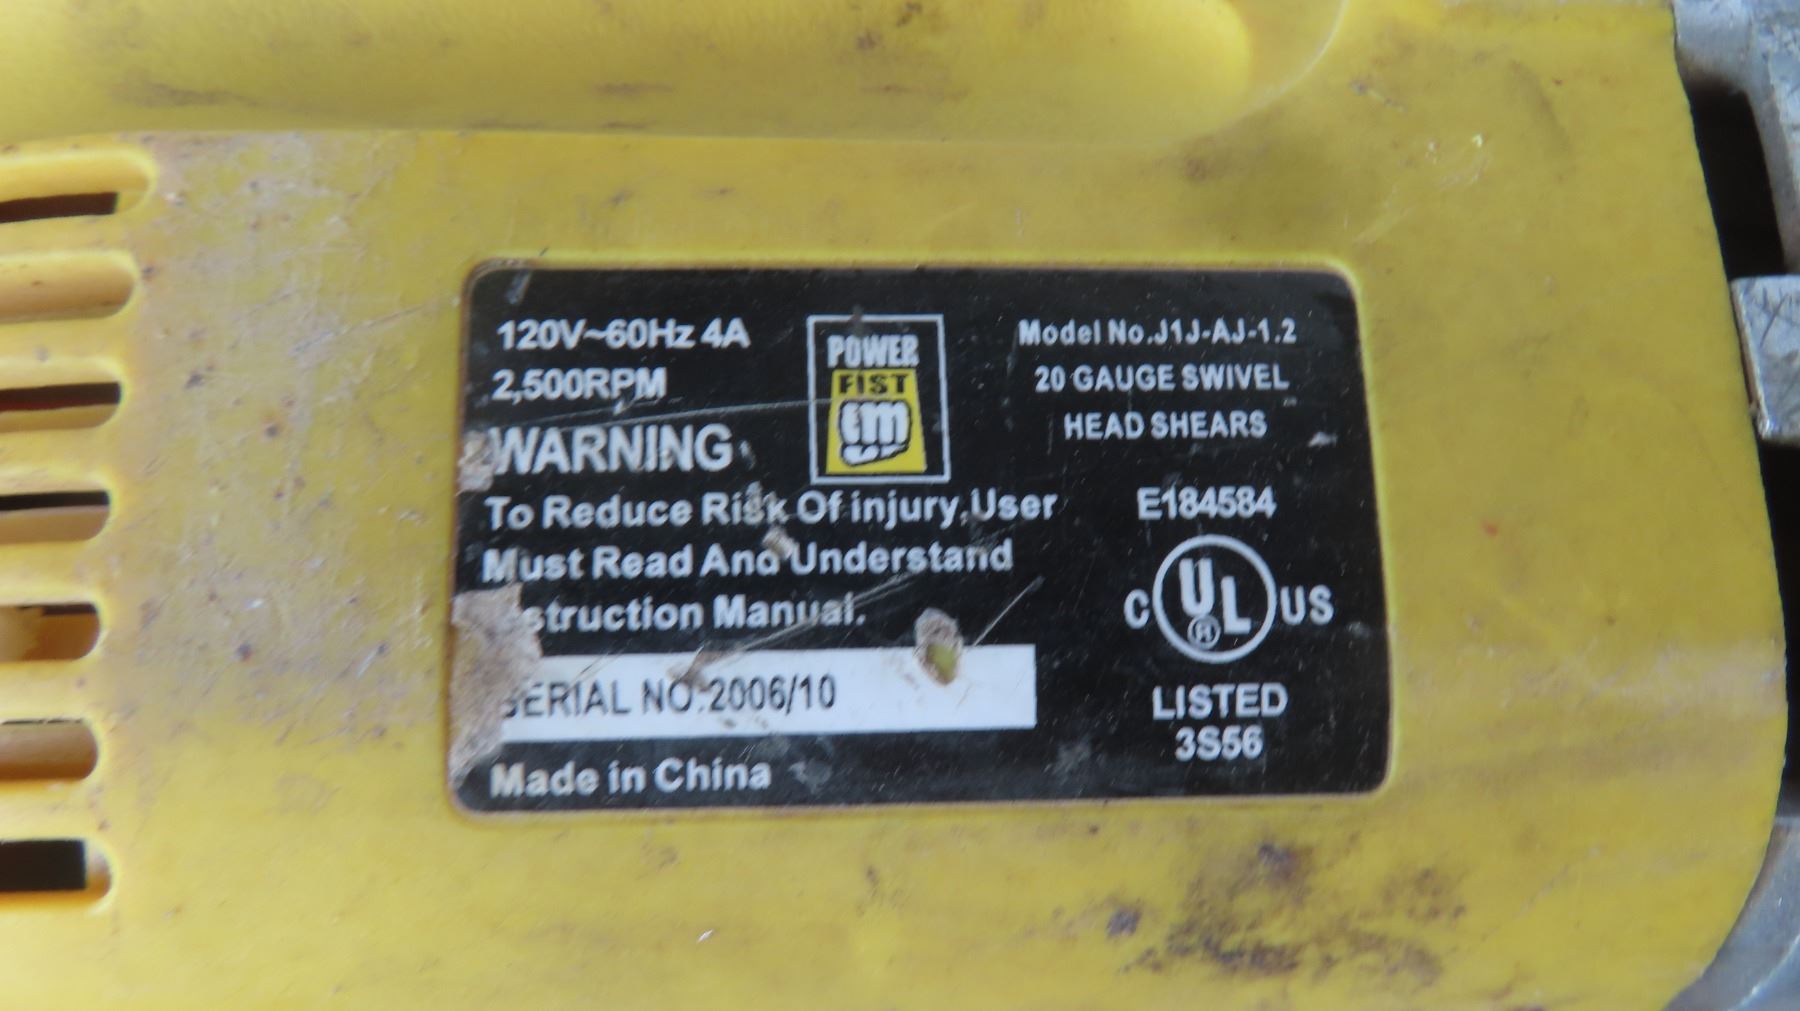 120V~60Hz 4A
2,500RPM
WARNING
To Reduce Risk Of injury,User
Must Read And Understand
struction Manual.
SERIAL NO.:2006/10
Made in China
POWER
FIST
Model No.J1J-AJ-1.2
20 GAUGE SWIVEL
HEAD SHEARS
E184584
C UL US
LISTED
3S56